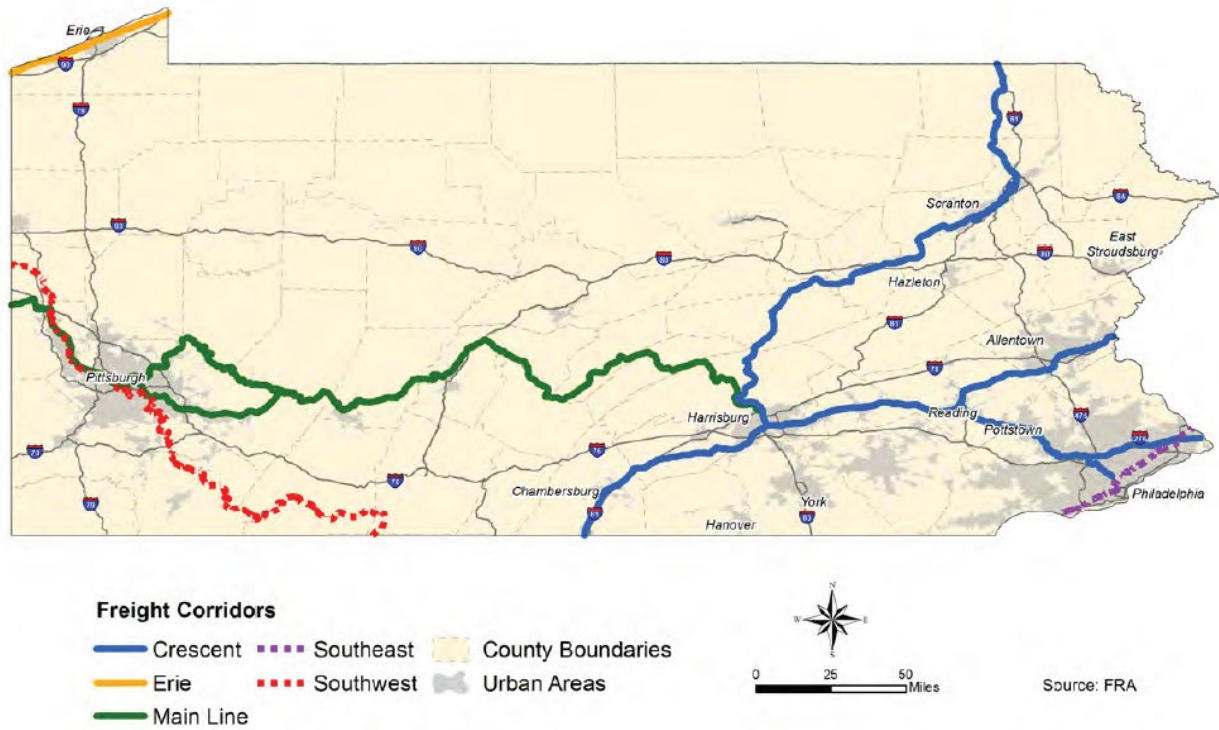 Erie
90
79
81
Scranton
84
80
80
80
East
Stroudsburg
Hazleton
81
Allentown
78
Pittsburgh
Harrisburg
Reading
Pottstown
476
276
76
79
70
70
Chambersburg
81
York
83
Hanover
Philadelphia
Freight Corridors
Crescent
Southeast
County Boundaries
Erie
Southwest
Urban Areas
Main Line
N
W
E
S
0
25
50
Miles
Source: FRA